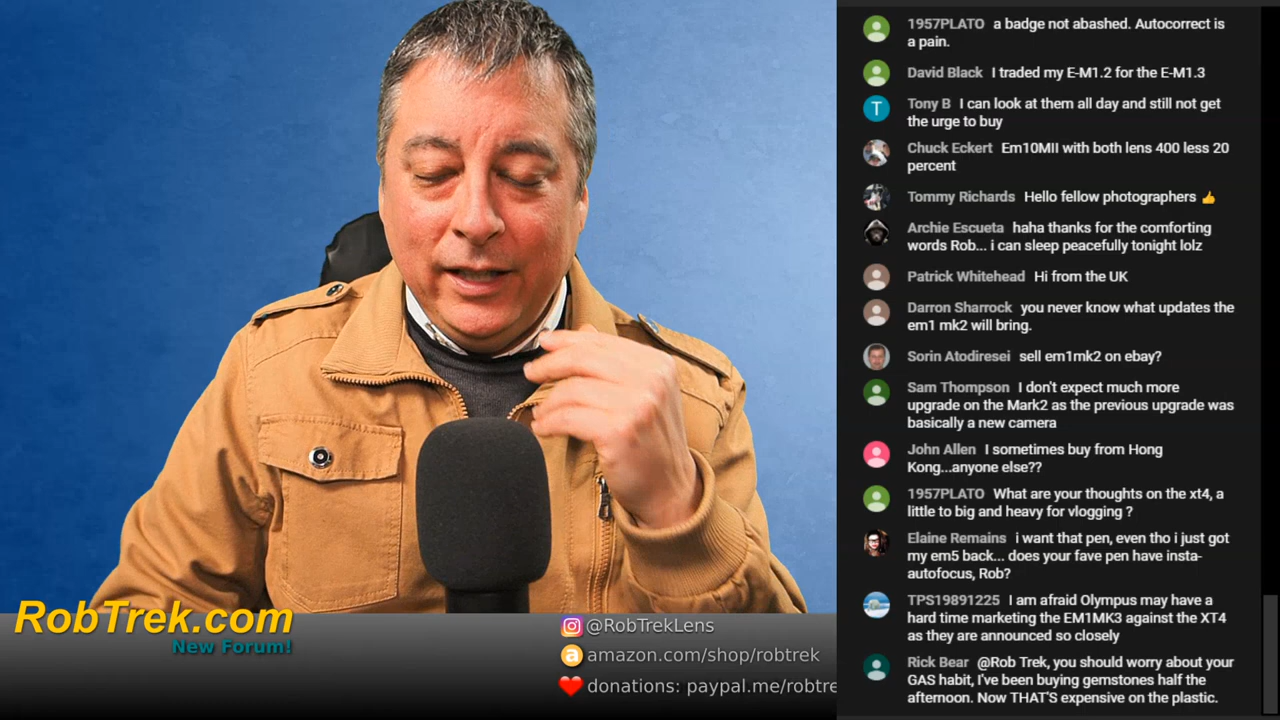 1957PLATO a badge not abashed. Autocorrect is
a pain.
David Black I traded my E-M1.2 for the E-M1.3
T
Tony B I can look at them all day and still not get
the urge to buy
Chuck Eckert Em10MII with both lens 400 less 20
percent
Tommy Richards Hello fellow photographers 👍
Archie Escueta haha thanks for the comforting
words Rob... i can sleep peacefully tonight lolz
Patrick Whitehead Hi from the UK
Darron Sharrock you never know what updates the
em1 mk2 will bring.
Sorin Atodiresei sell em1mk2 on ebay?
Sam Thompson I don't expect much more
upgrade on the Mark2 as the previous upgrade was
basically a new camera
John Allen I sometimes buy from Hong
Kong...anyone else??
1957PLATO What are your thoughts on the xt4, a
little to big and heavy for vlogging ?
Elaine Remains i want that pen, even tho i just got
my em5 back... does your fave pen have insta-
autofocus, Rob?
TPS19891225 I am afraid Olympus may have a
hard time marketing the EM1MK3 against the XT4
as they are announced so closely
Rick Bear @Rob Trek, you should worry about your
GAS habit, I've been buying gemstones half the
afternoon. Now THAT'S expensive on the plastic.
RobTrek.com
New Forum!
@RobTrekLens
a amazon.com/shop/robtrek
donations: paypal.me/robtre